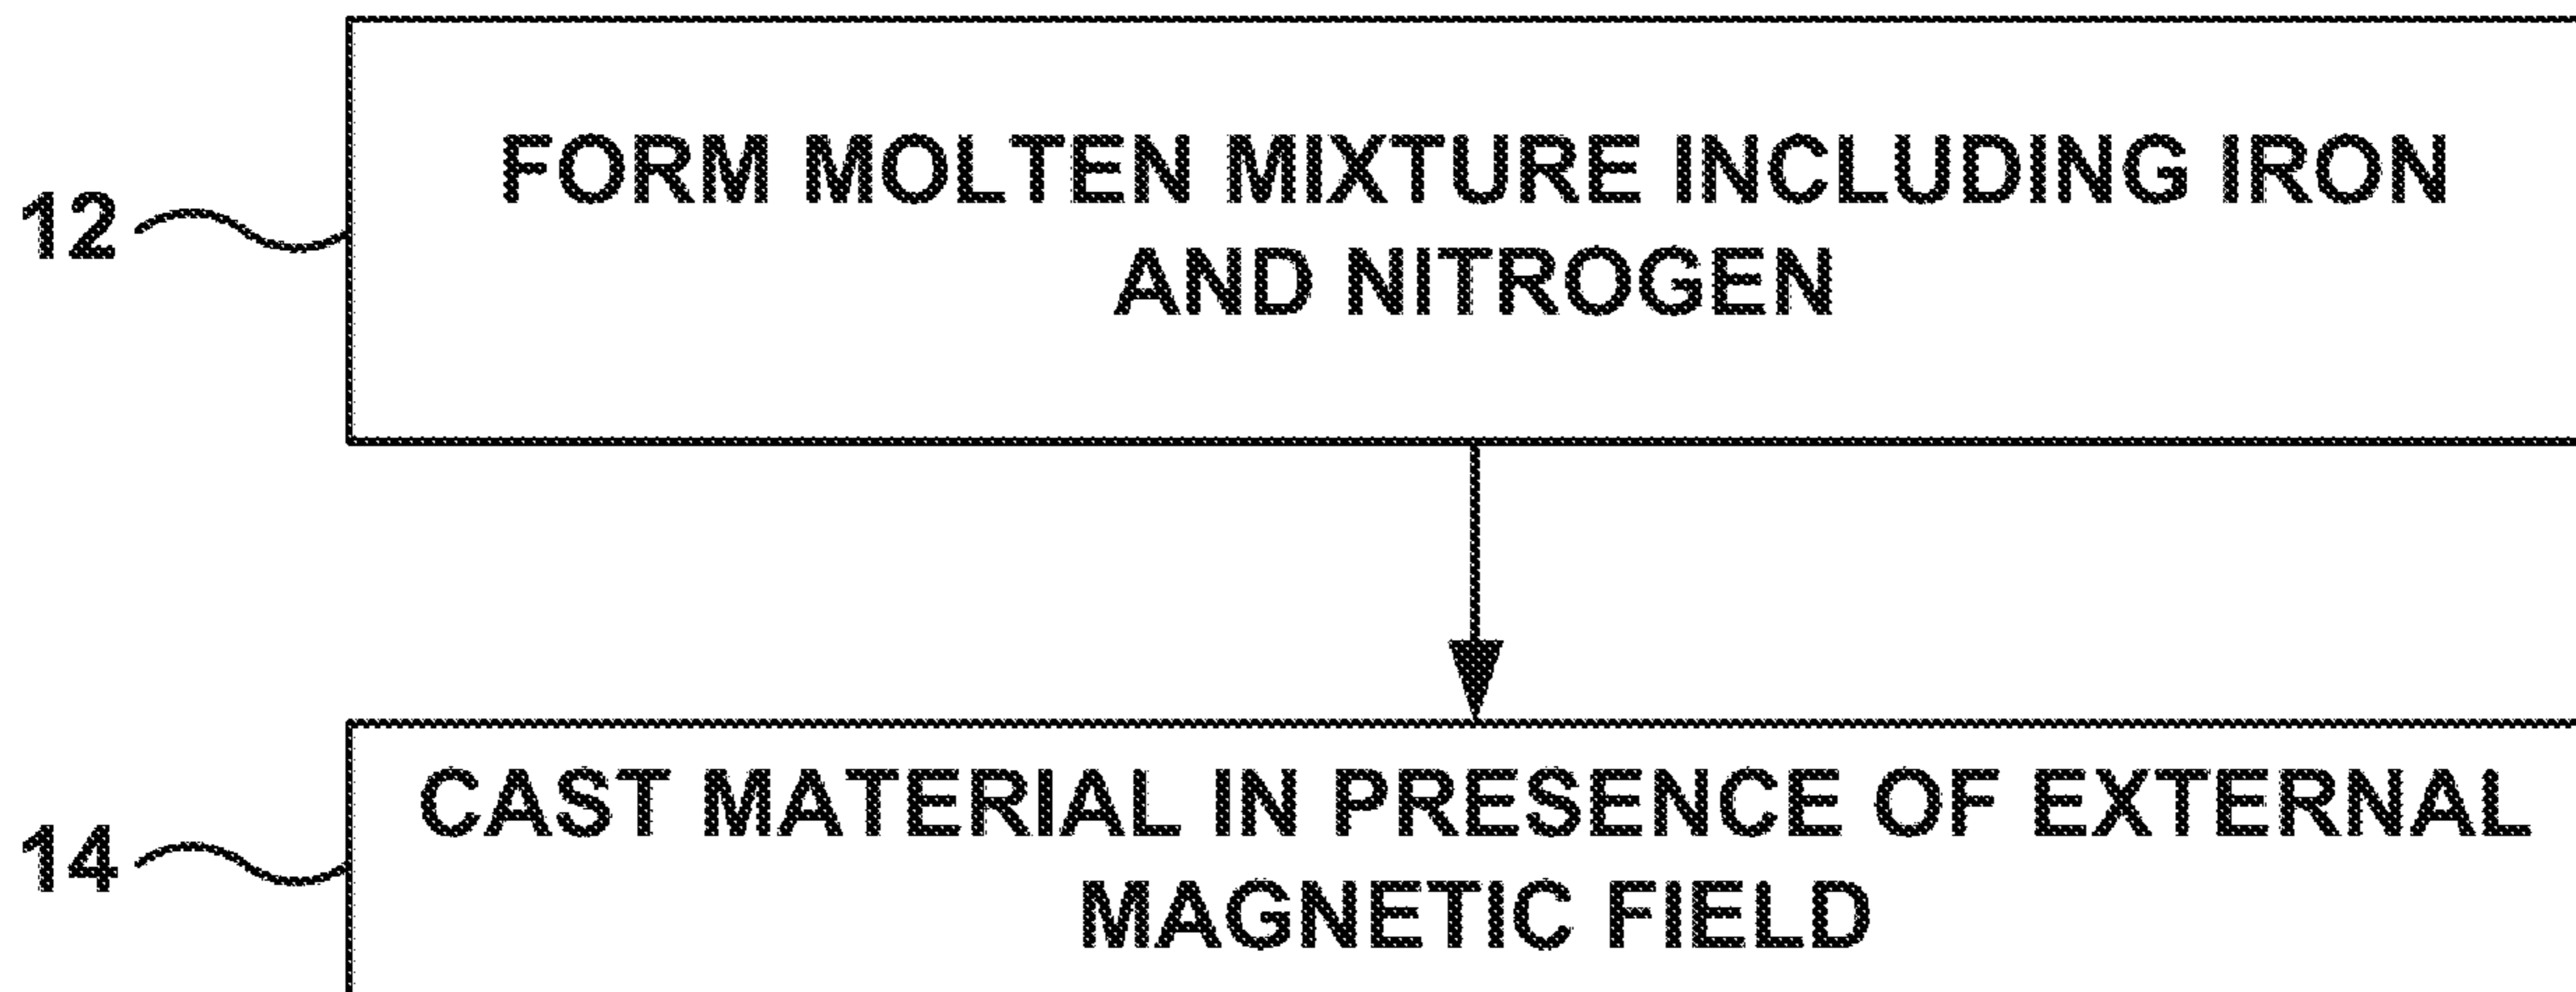 12
FORM MOLTEN MIXTURE INCLUDING IRON
AND NITROGEN
14
CAST MATERIAL IN PRESENCE OF EXTERNAL
MAGNETIC FIELD